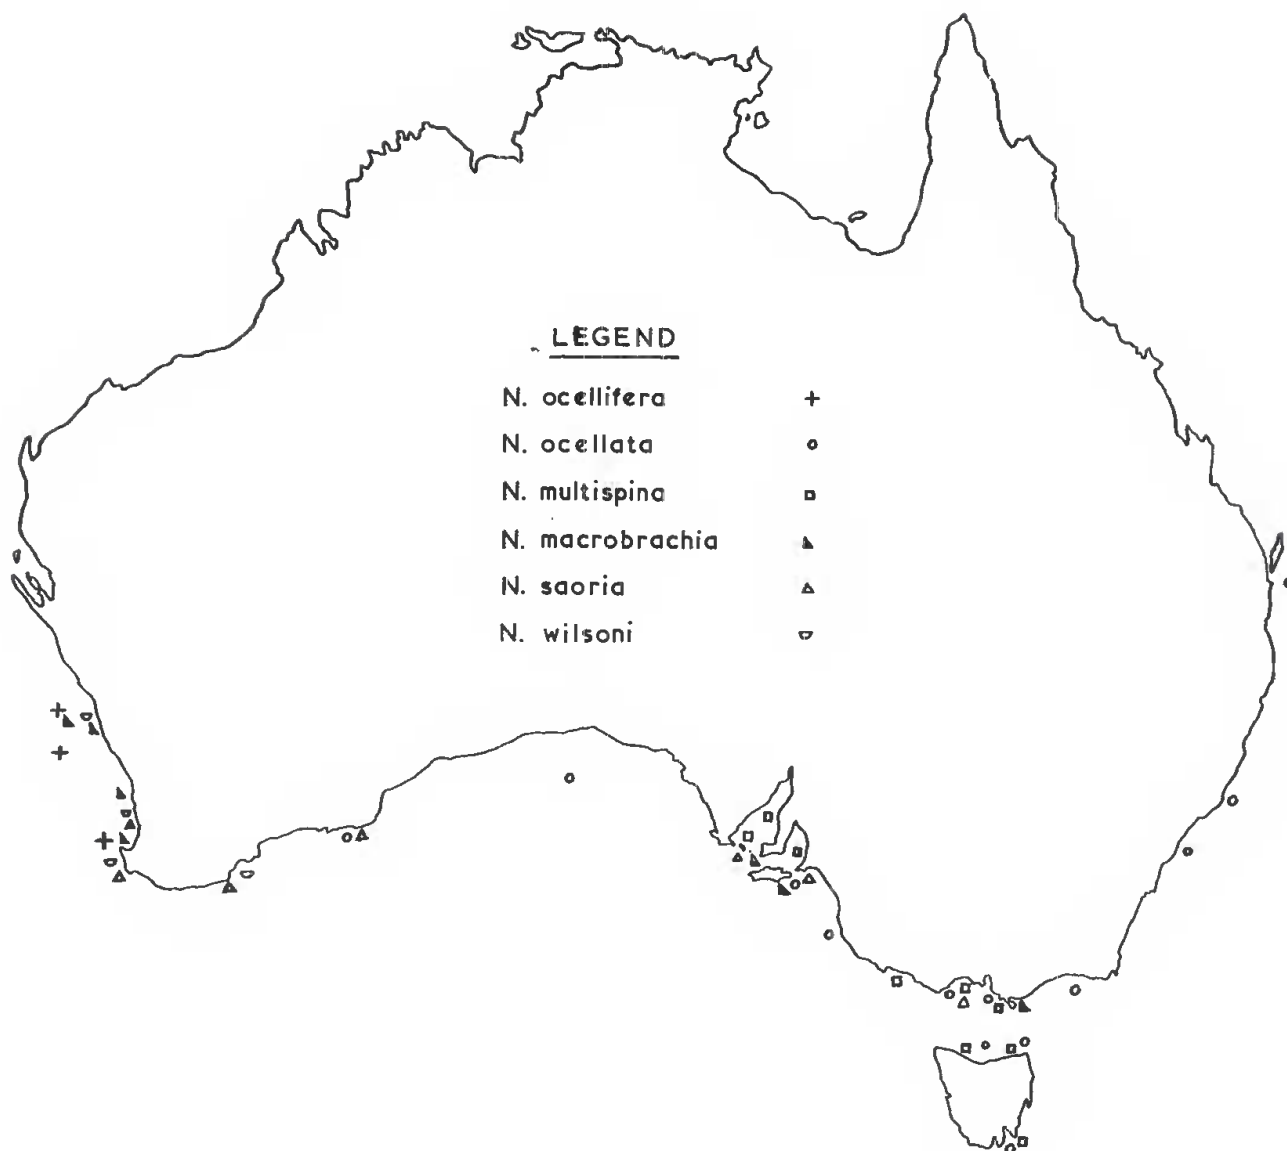 LEGEND
N. ocellifera
N. ocellata
N. multispina
N. macrobrachia
N. saoria
N. wilsoni